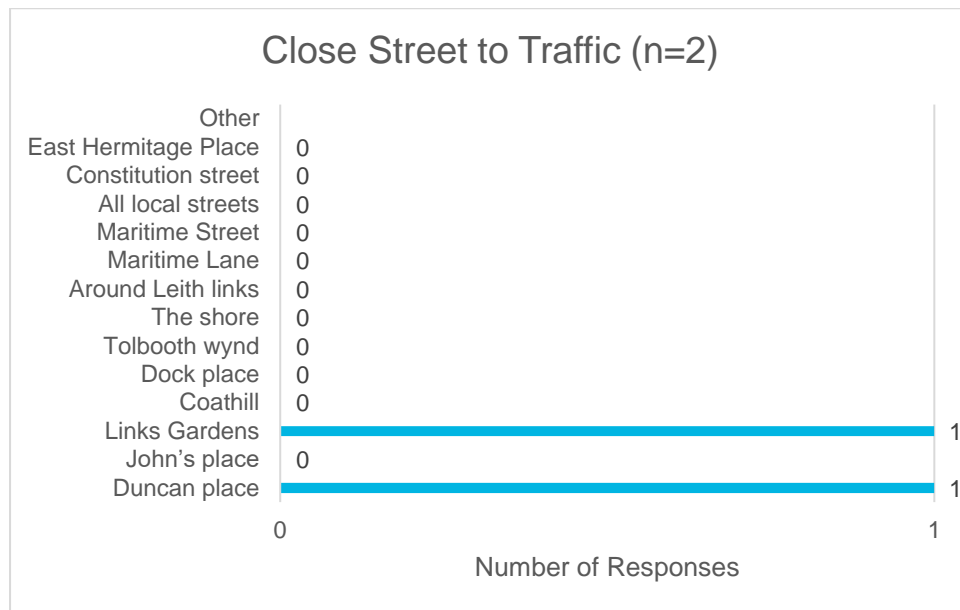 Close Street to Traffic (n=2)
Other
East Hermitage Place 0
Constitution street 0
All local streets 0
Maritime Street 0
Maritime Lane 0
Around Leith links 0
The shore 0
Tolbooth wynd 0
Dock place 0
Coathill 0
Links Gardens 1
John's place 0
Duncan place 1
0 1
Number of Responses